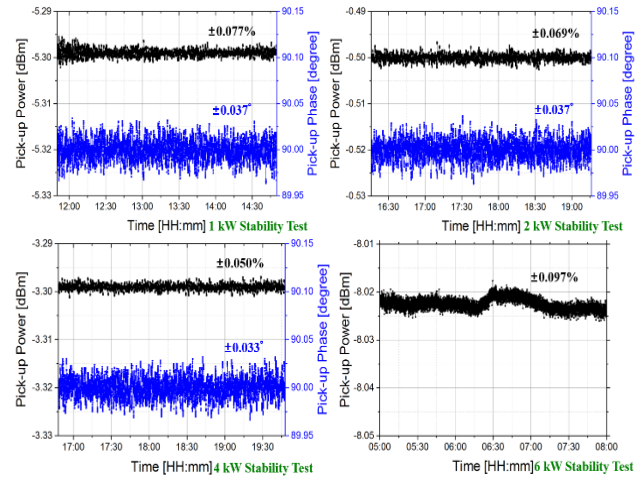 -5.29
-5.30
-5.31
-5.32
-5.33
Pick-up Power [dBm]
±0.077%
±0.037°
90.15
90.10
90.05
90.00
89.95
Pick-up Phase [degree]
12:00 12:30 13:00 13:30 14:00 14:30
Time [HH:mm] 1 kW Stability Test
-0.49
-0.50
-0.51
-0.52
-0.53
Pick-up Power [dBm]
±0.069%
±0.037°
90.15
90.10
90.05
90.00
89.95
Pick-up Phase [degree]
16:30 17:00 17:30 18:00 18:30 19:00
Time [HH:mm] 2 kW Stability Test
-3.29
-3.30
-3.31
-3.32
-3.33
Pick-up Power [dBm]
±0.050%
±0.033°
90.15
90.10
90.05
90.00
89.95
Pick-up Phase [degree]
17:00 17:30 18:00 18:30 19:00 19:30
Time [HH:mm] 4 kW Stability Test
-8.01
-8.02
-8.03
-8.04
-8.05
Pick-up Power [dBm]
±0.097%
05:00 05:30 06:00 06:30 07:00 07:30 08:00
Time [HH:mm] 6 kW Stability Test